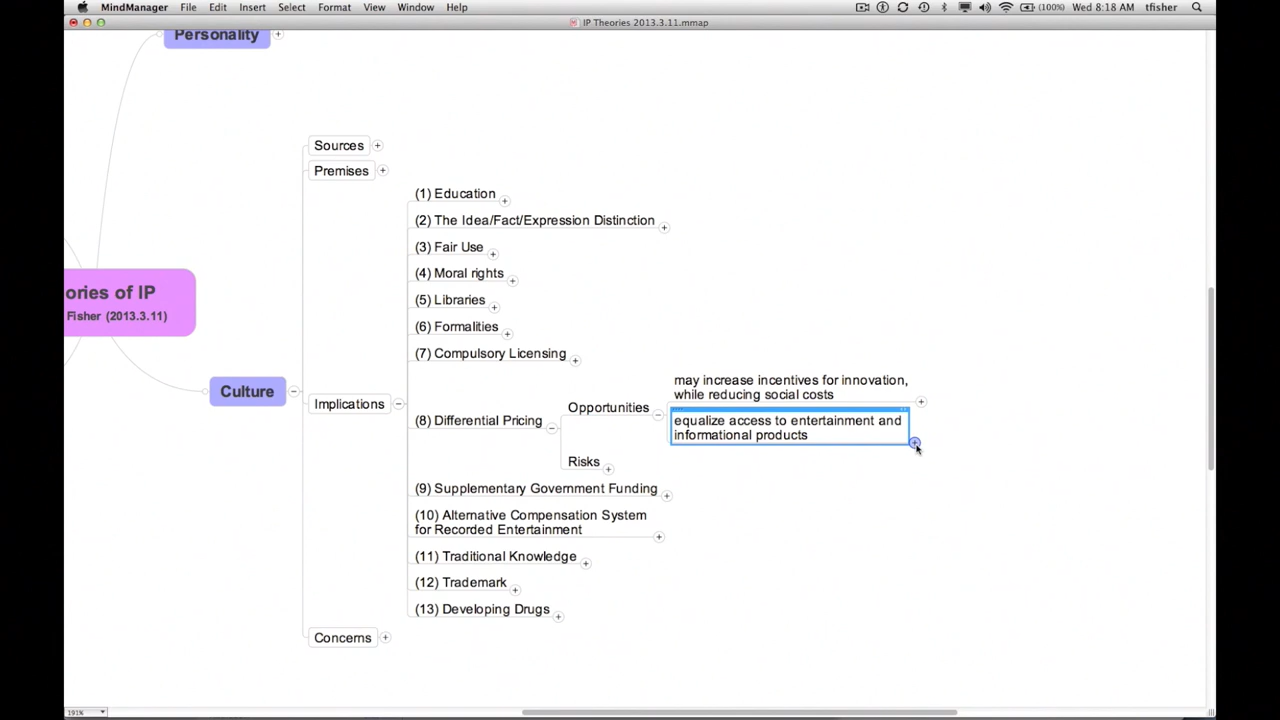 MindManager File Edit Insert Select Format View Window Help (100%) Wed 8:18 AM tfisher
IP Theories 2013.3.11.mmap
Personality
Sources
Premises
(1) Education
(2) The Idea/Fact/Expression Distinction
(3) Fair Use
(4) Moral rights
(5) Libraries
(6) Formalities
(7) Compulsory Licensing
ories of IP
Fisher (2013.3.11)
Culture
Implications
(8) Differential Pricing
Opportunities
may increase incentives for innovation,
while reducing social costs
equalize access to entertainment and
informational products
Risks
(9) Supplementary Government Funding
(10) Alternative Compensation System
for Recorded Entertainment
(11) Traditional Knowledge
(12) Trademark
(13) Developing Drugs
Concerns
191%